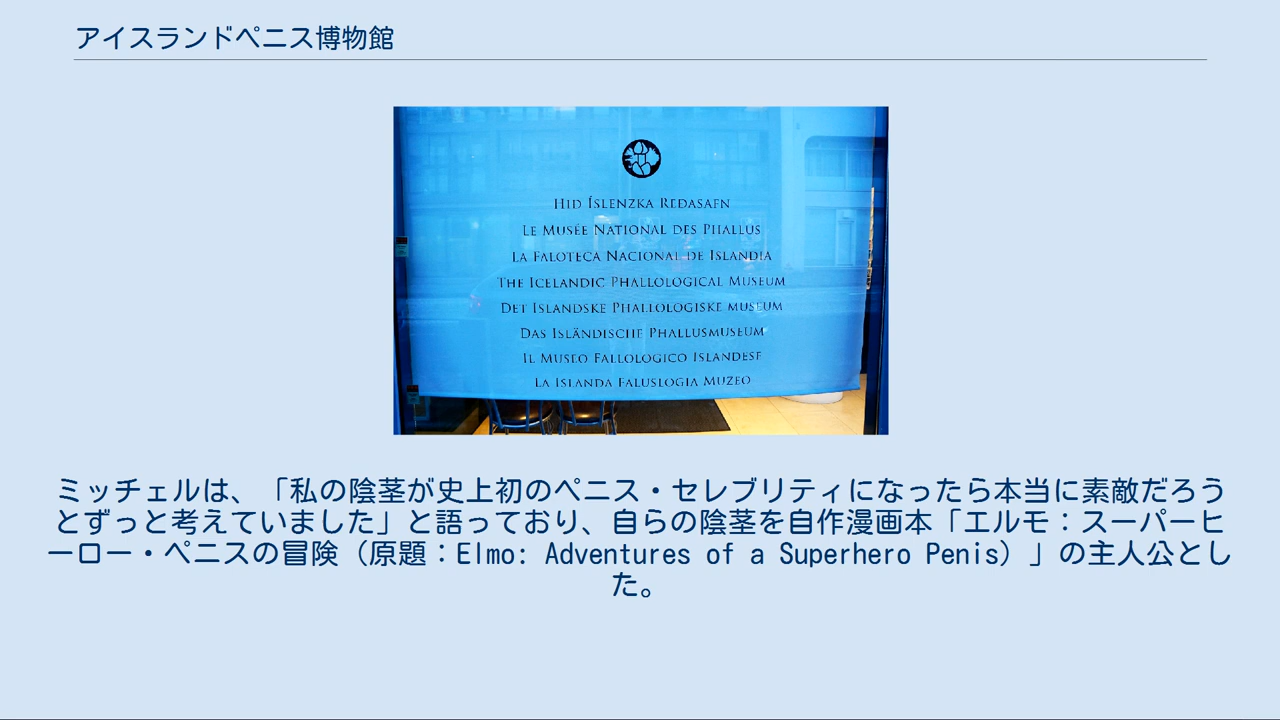 アイスランドペニス博物館
HID ÍSLENZKA REDASAFN
LE MUSÉE NATIONAL DES PHALLUS
LA FALOTECA NACIONAL DE ISLANDIA
THE ICELANDIC PHALLOLOGICAL MUSEUM
DET ISLANDSKE PHALLOLOGISKE MUSEUM
DAS ISLÄNDISCHE PHALLUSMUSEUM
IL MUSEO FALLOLOGICO ISLANDESE
LA ISLANDA FALUSLOGIA MUZEO
ミッチェルは、「私の陰茎が史上初のペニス・セレブリティになったら本当に素敵だろう
とずっと考えていました」と語っており、自らの陰茎を自作漫画本「エルモ：スーパーヒ
ーロー・ペニスの冒険（原題：Elmo: Adventures of a Superhero Penis）」の主人公とし
た。